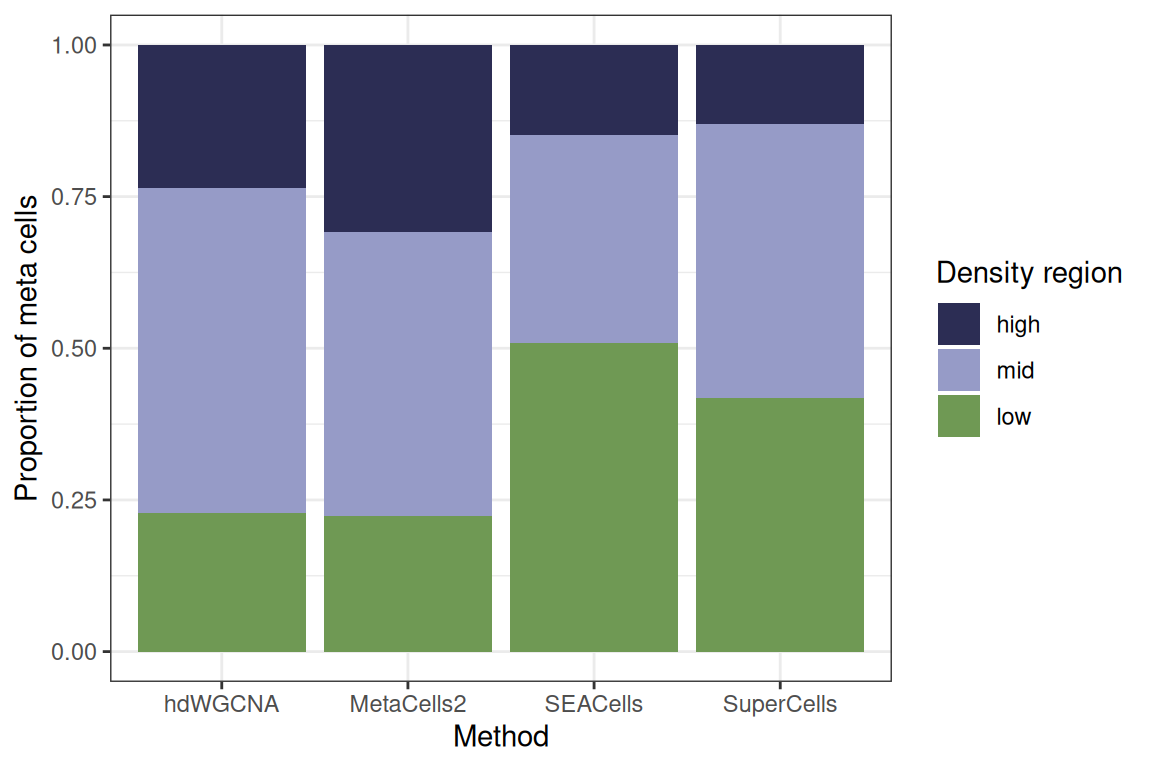 Proportion of meta cells
1.00
0.75
0.50
0.25
0.00
hdWGCNA
MetaCells2
SEACells
SuperCells
Method
Density region
high
mid
low